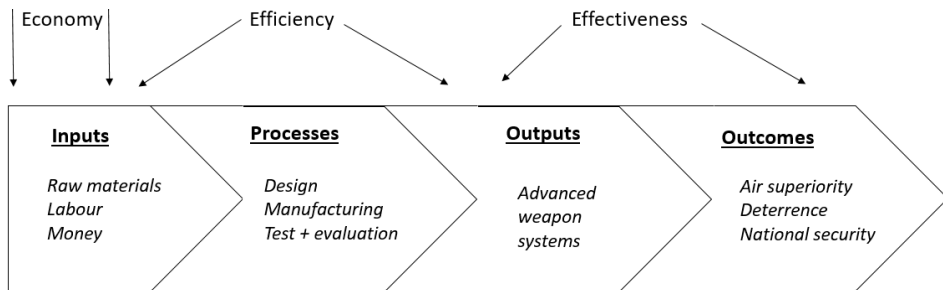 Economy
Efficiency
Effectiveness
Inputs
Raw materials
Labour
Money
Processes
Design
Manufacturing
Test + evaluation
Outputs
Advanced
weapon
systems
Outcomes
Air superiority
Deterrence
National security